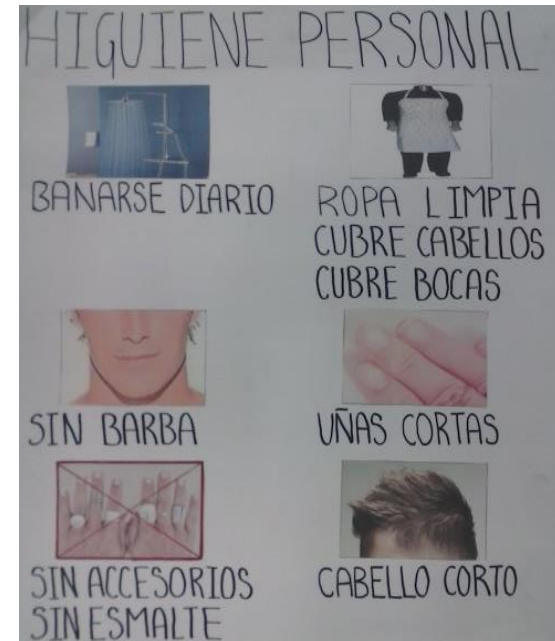 HIGUIENE PERSONAL
BANARSE DIARIO
ROPA LIMPIA
CUBRE CABELLOS
CUBRE BOCAS
SIN BARBA
UÑAS CORTAS
SIN ACCESORIOS
SIN ESMALTE
CABELLO CORTO